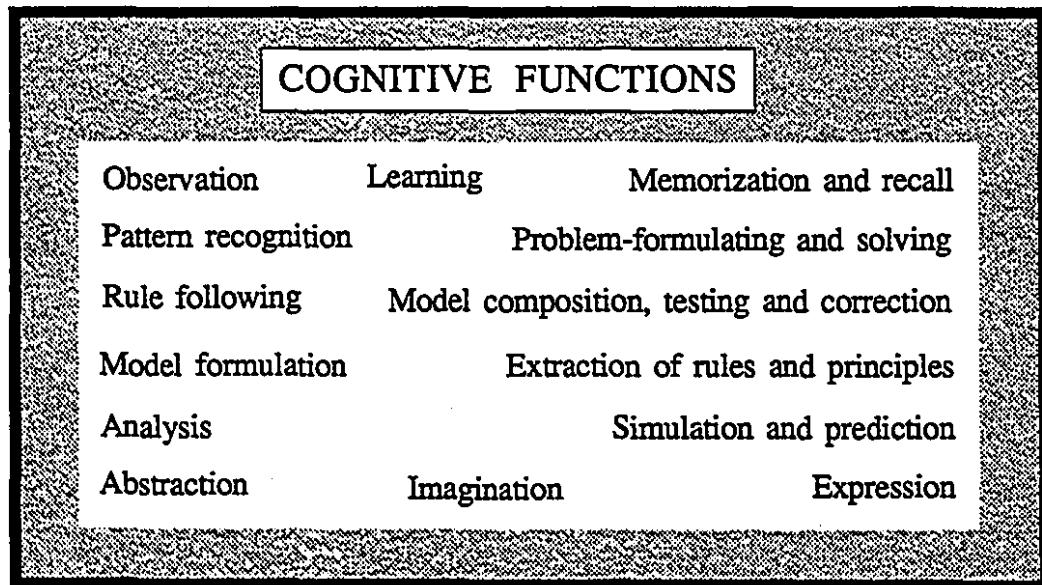 COGNITIVE FUNCTIONS
Observation Learning Memorization and recall
Pattern recognition Problem-formulating and solving
Rule following Model composition, testing and correction
Model formulation Extraction of rules and principles
Analysis Simulation and prediction
Abstraction Imagination Expression